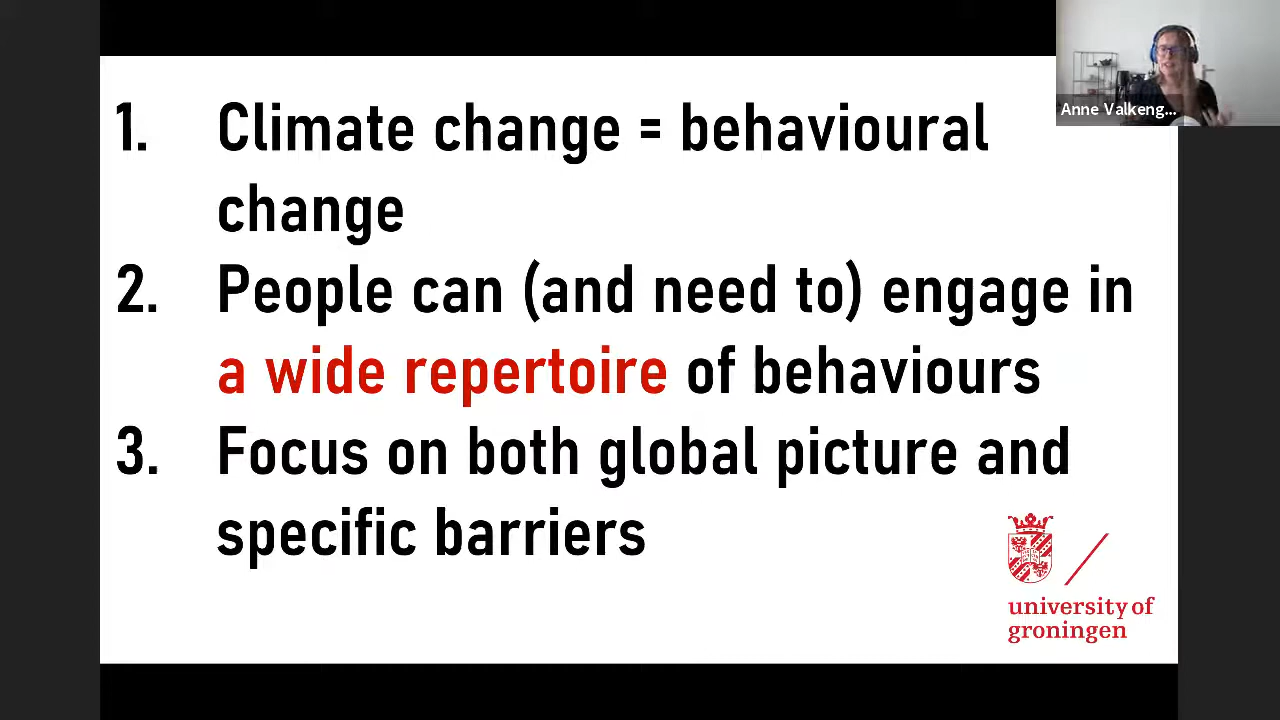 1. Climate change = behavioural
change
2. People can (and need to) engage in
a wide repertoire of behaviours
3. Focus on both global picture and
specific barriers
Anne Valkeng...
university of
groningen